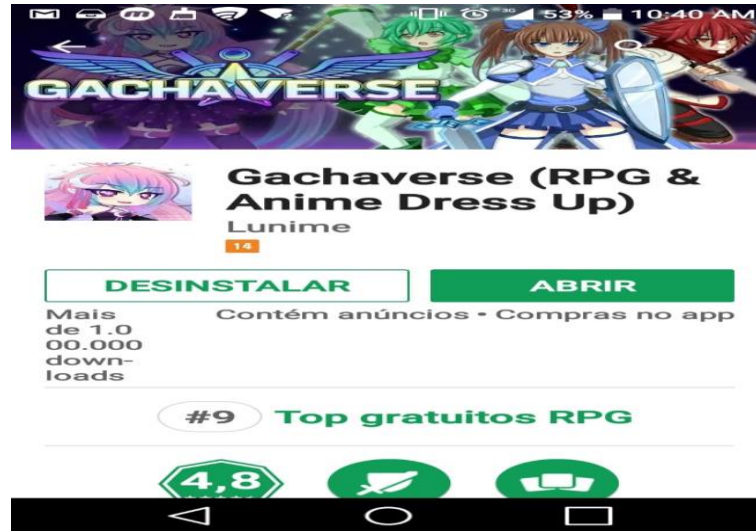 3G 53% 10:40 AM
GACHAVERSE
Gachaverse (RPG &
Anime Dress Up)
Lunime
14
DESINSTALAR
ABRIR
Mais
de 1.0
00.000
down-
loads
Contém anúncios • Compras no app
#9 Top gratuitos RPG
4,8